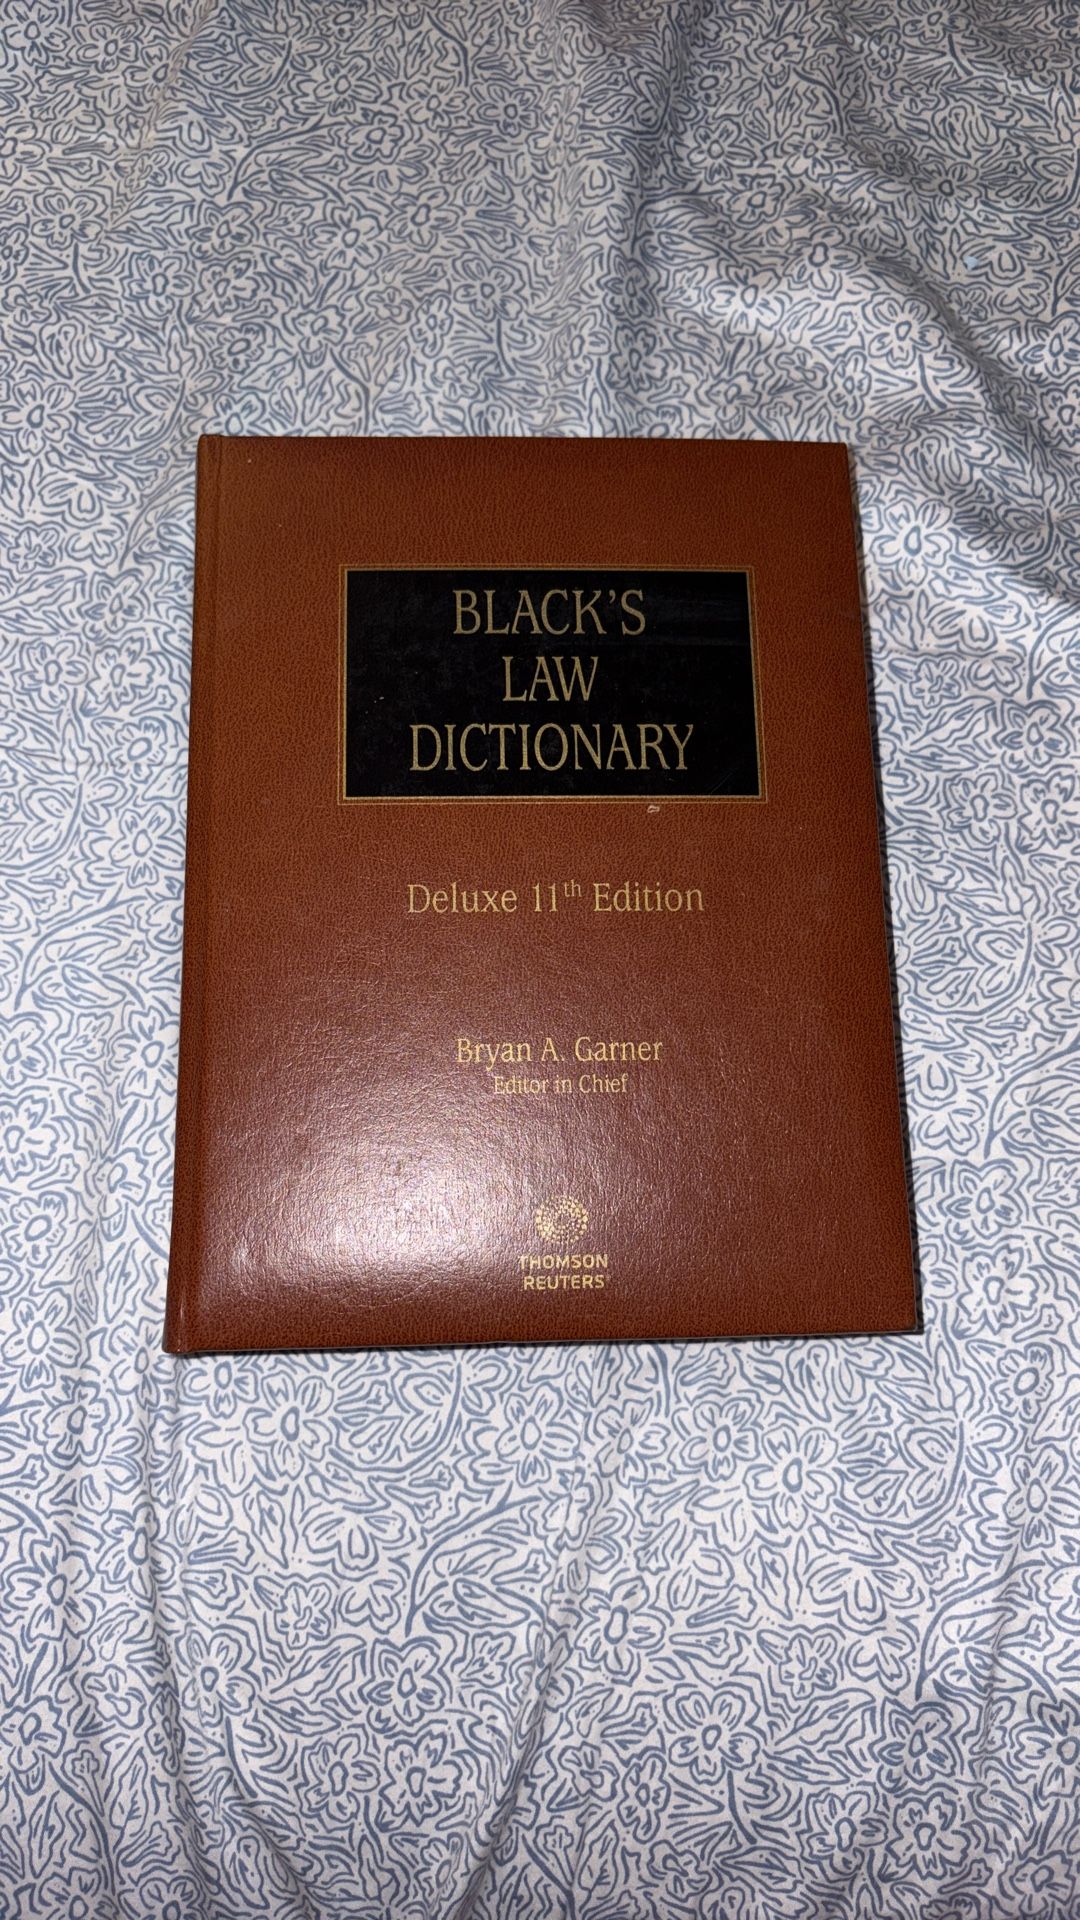 BLACK'S
LAW
DICTIONARY
Deluxe 11th Edition
Bryan A. Garner
Editor in Chief
THOMSON
REUTERS